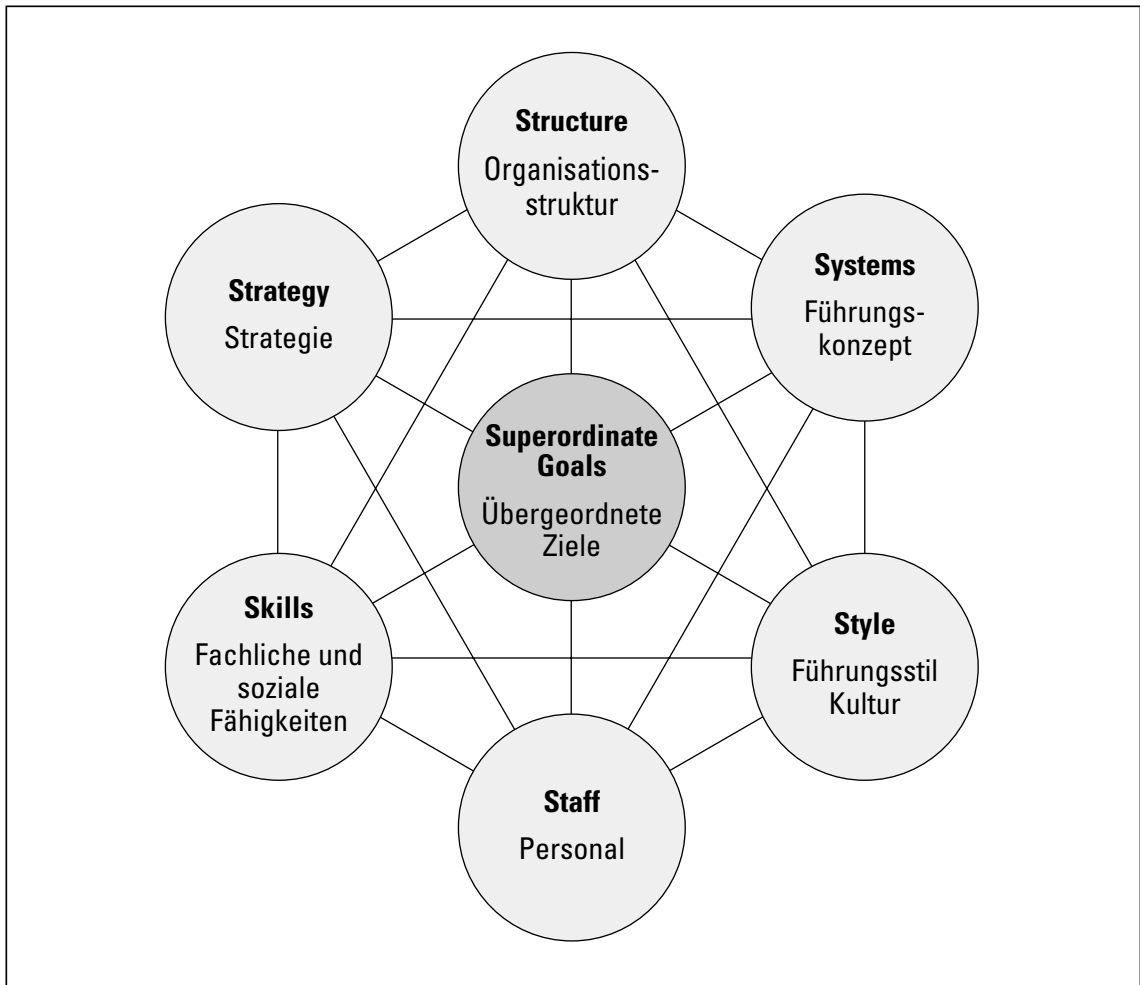 Structure
Organisations-
struktur
Systems
Führungs-
konzept
Strategy
Strategie
Superordinate
Goals
Übergeordnete
Ziele
Skills
Fachliche und
soziale
Fähigkeiten
Style
Führungsstil
Kultur
Staff
Personal